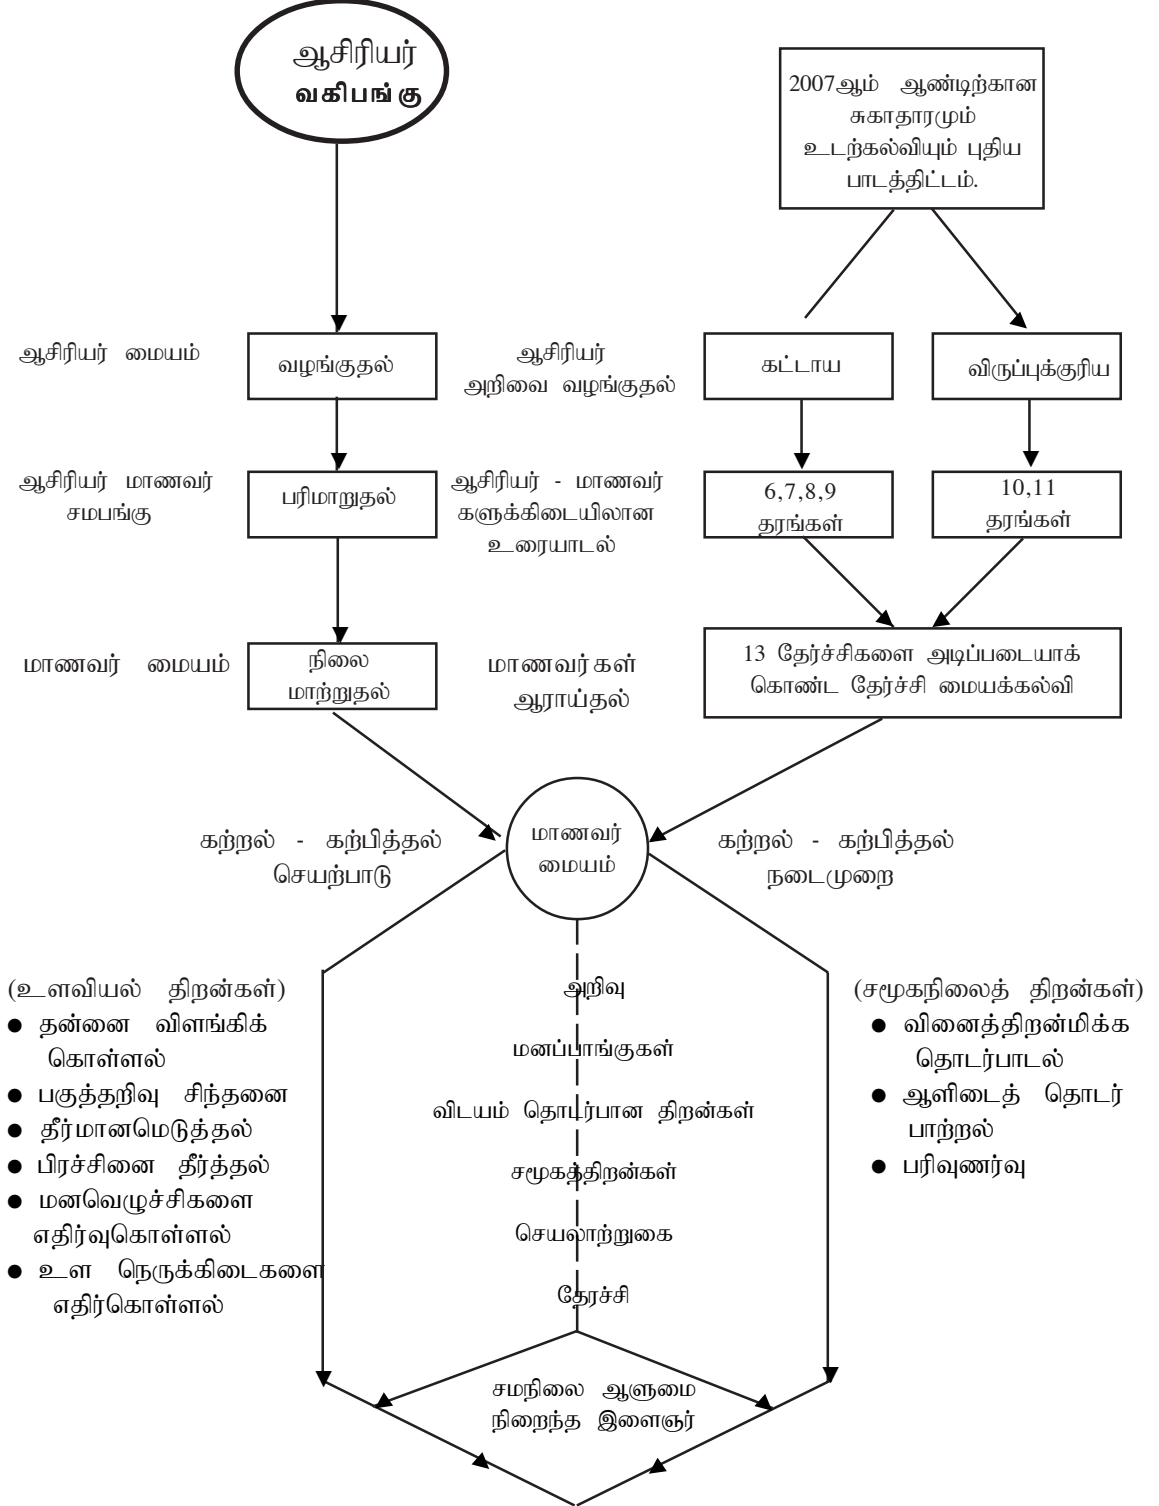 ஆசிரியர்
வகிபங்கு
2007ஆம் ஆண்டிற்கான
சுகாதாரமும்
உடற்கல்வியும் புதிய
பாடத்திட்டம்.
ஆசிரியர் மையம்
வழங்குதல்
ஆசிரியர்
அறிவை வழங்குதல்
கட்டாய
விருப்புக்குரிய
ஆசிரியர் மாணவர்
சமபங்கு
பரிமாறுதல்
ஆசிரியர் - மாணவர்
களுக்கிடையிலான
உரையாடல்
6,7,8,9
தரங்கள்
10,11
தரங்கள்
மாணவர் மையம்
நிலை
மாற்றுதல்
மாணவர்கள்
ஆராய்தல்
13 தேர்ச்சிகளை அடிப்படையாக்
கொண்ட தேர்ச்சி மையக்கல்வி
மாணவர்
மையம்
கற்றல் - கற்பித்தல்
செயற்பாடு
கற்றல் - கற்பித்தல்
நடைமுறை
(உளவியல் திறன்கள்)
● தன்னை விளங்கிக்
கொள்ளல்
● பகுத்தறிவு சிந்தனை
● தீர்மானமெடுத்தல்
● பிரச்சினை தீர்த்தல்
● மனவெழுச்சிகளை
எதிர்வுகொள்ளல்
● உள நெருக்கிடைகளை
எதிர்கொள்ளல்
அறிவு
மனப்பாங்குகள்
விடயம் தொடர்பான திறன்கள்
சமூகத்திறன்கள்
செயலாற்றுகை
தேரச்சி
(சமூகநிலைத் திறன்கள்)
● வினைத்திறன்மிக்க
தொடர்பாடல்
● ஆளிடைத் தொடர்
பாற்றல்
● பரிவுணர்வு
சமநிலை ஆளுமை
நிறைந்த இளைஞர்